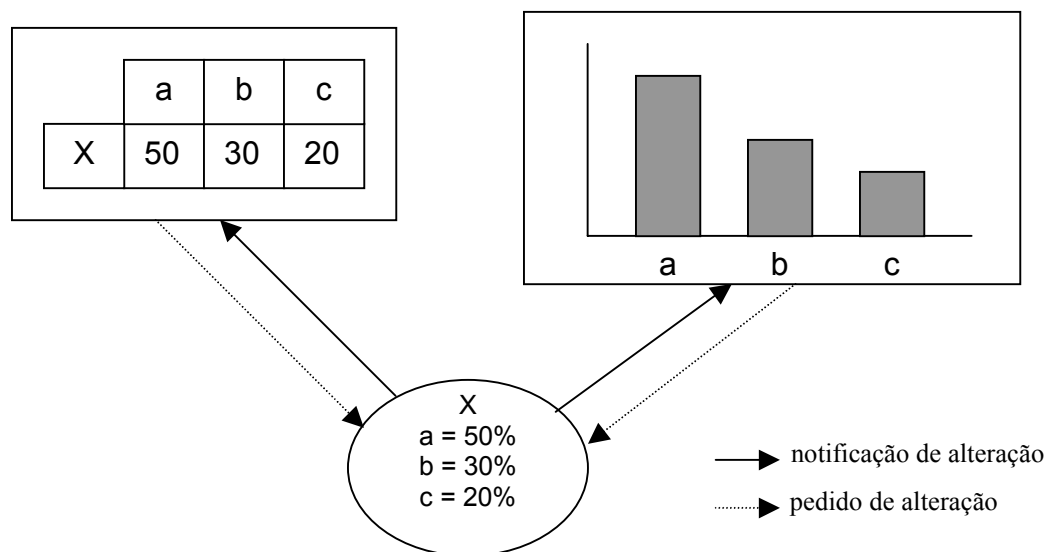 a b c
X 50 30 20
a b c
X
a = 50%
b = 30%
c = 20%
notificação de alteração
pedido de alteração